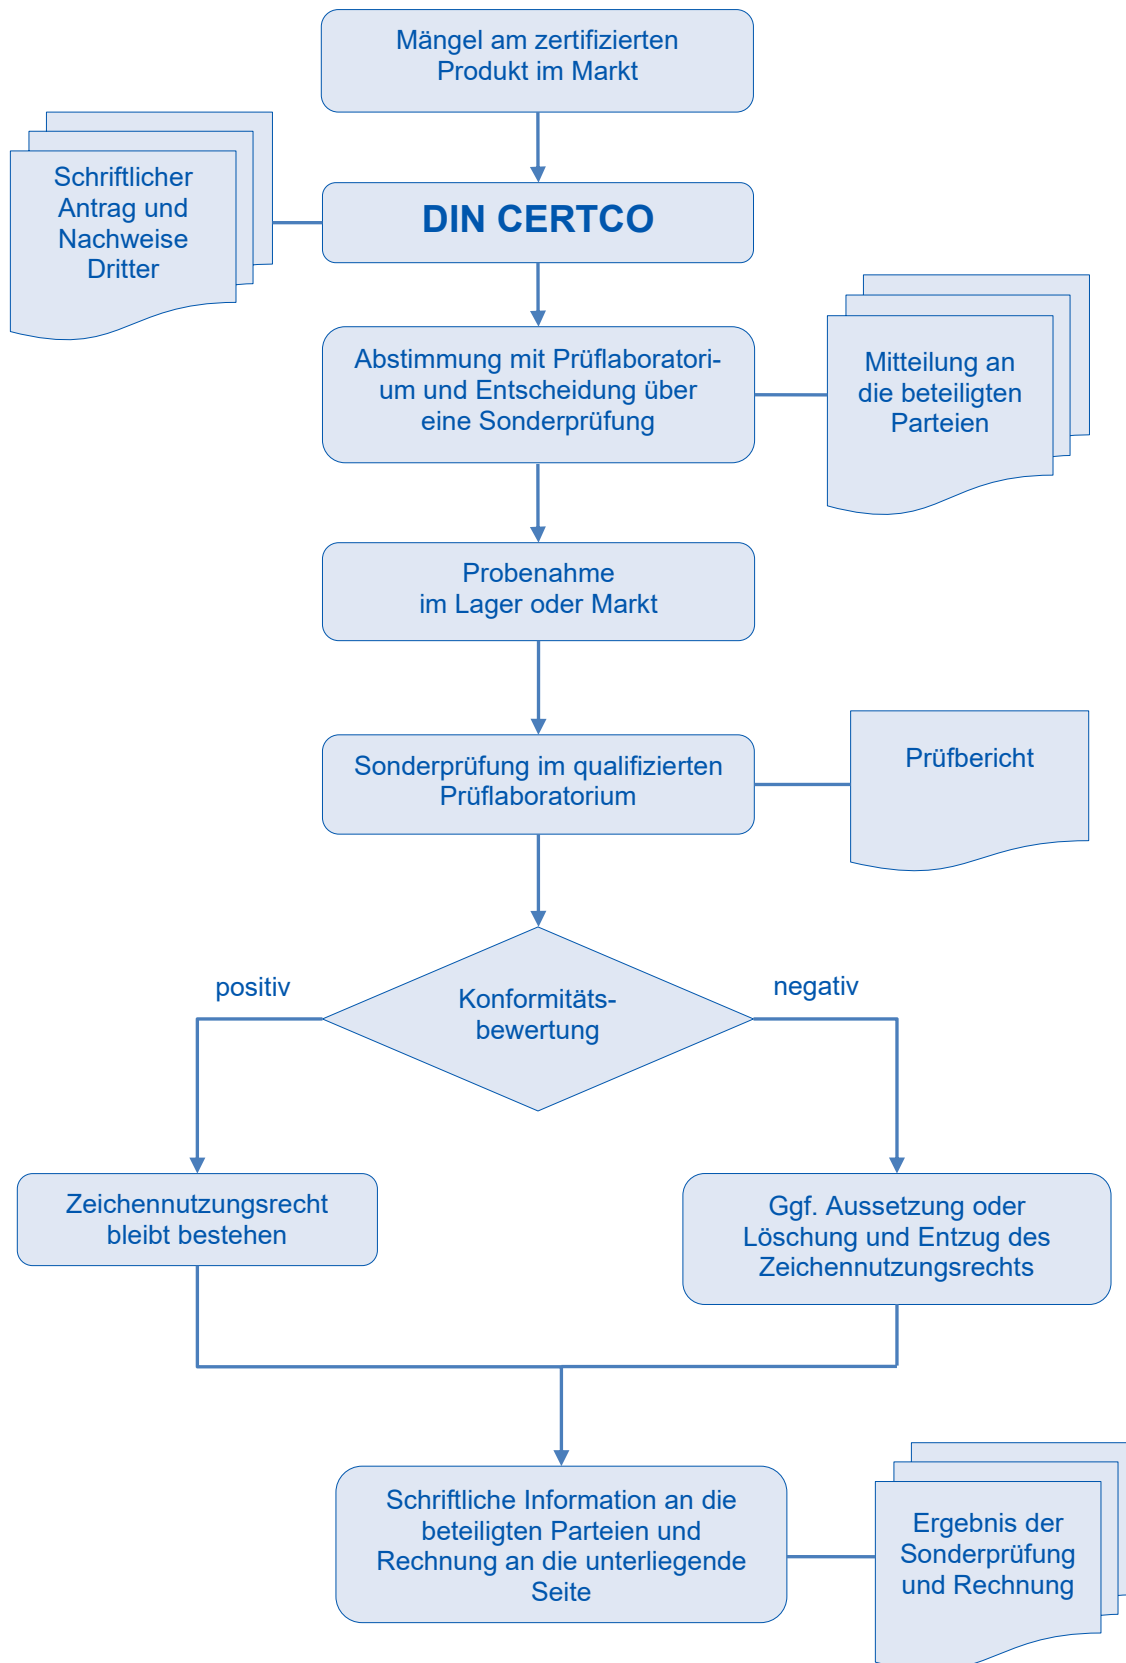 Mängel am zertifizierten
Produkt im Markt
Schriftlicher
Antrag und
Nachweise
Dritter
DIN CERTCO
Abstimmung mit Prüflaboratori-
um und Entscheidung über
eine Sonderprüfung
Mitteilung an
die beteiligten
Parteien
Probenahme
im Lager oder Markt
Sonderprüfung im qualifizierten
Prüflaboratorium
Prüfbericht
positiv
Konformitäts-
bewertung
negativ
Zeichennutzungsrecht
bleibt bestehen
Ggf. Aussetzung oder
Löschung und Entzug des
Zeichennutzungsrechts
Schriftliche Information an die
beteiligten Parteien und
Rechnung an die unterliegende
Seite
Ergebnis der
Sonderprüfung
und Rechnung